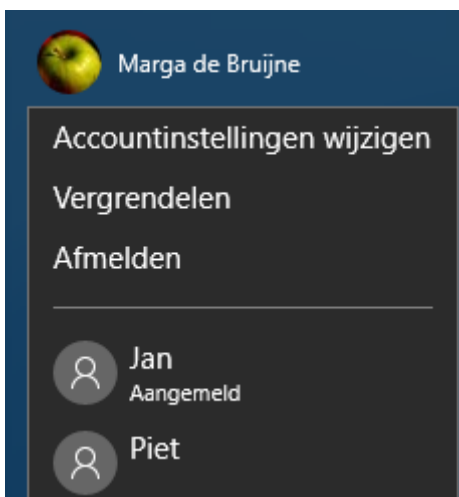 Marga de Bruijne
Accountinstellingen wijzigen
Vergrendelen
Afmelden
Jan
Aangemeld
Piet